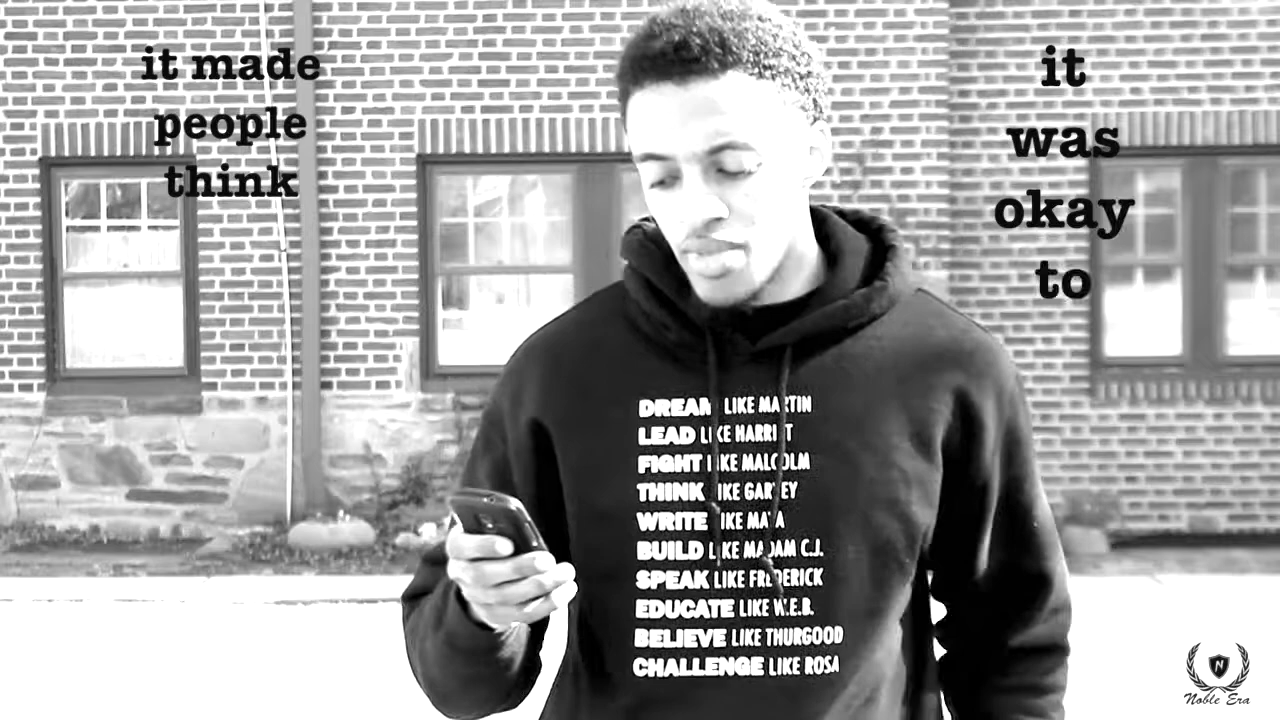 it made
people
think
it
was
okay
to
DREAM LIKE MARTIN
LEAD LIKE HARRIET
FIGHT LIKE MALCOLM
THINK LIKE GARVEY
WRITE LIKE MAYA
BUILD LIKE MADAM C.J.
SPEAK LIKE FREDERICK
EDUCATE LIKE W.E.B.
BELIEVE LIKE THURGOOD
CHALLENGE LIKE ROSA
N
Noble Era